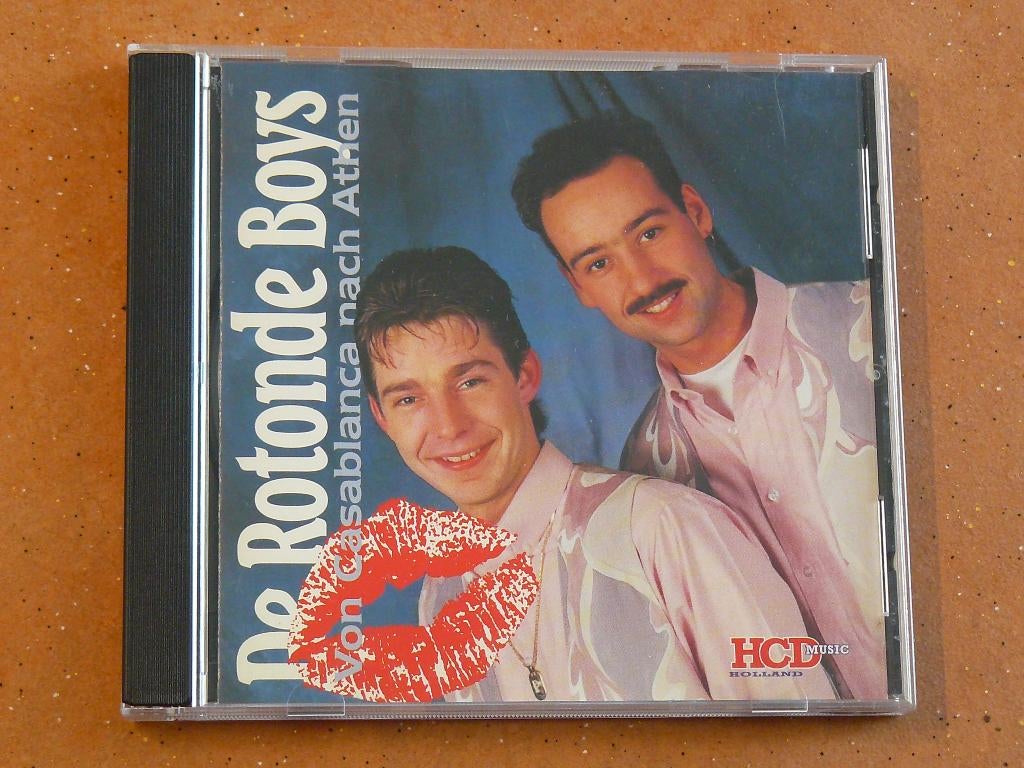 De Rotonde Boys
Von Casablanca nach Athen
HCD MUSIC
HOLLAND